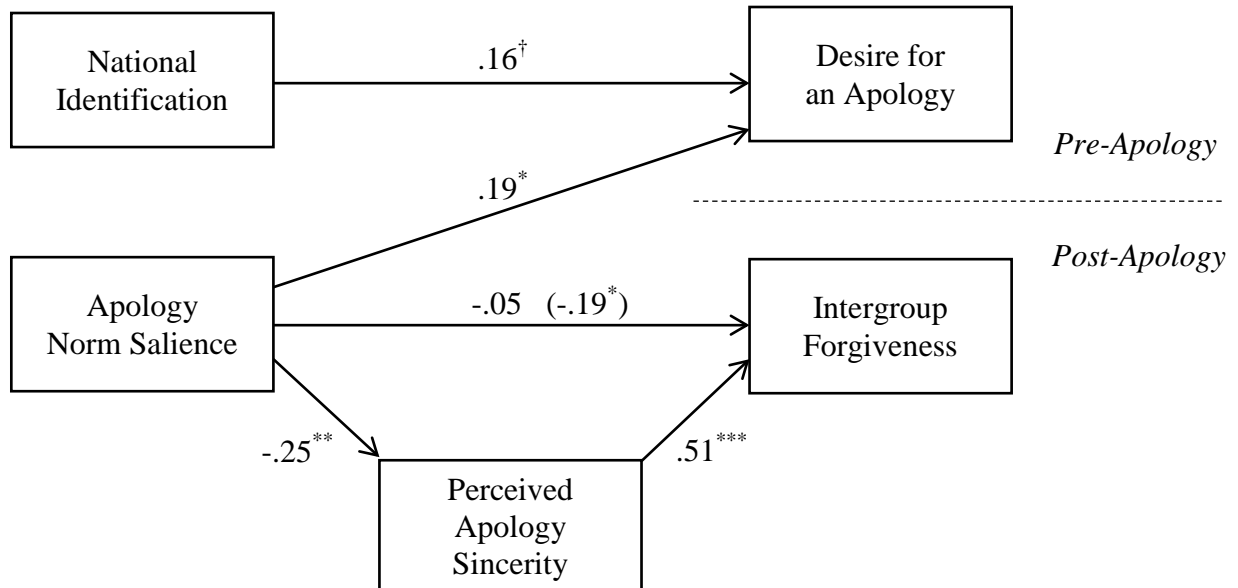 National
Identification
.16†
Desire for
an Apology
Pre-Apology
.19*
Post-Apology
Apology
Norm Salience
-.05 (-.19*)
Intergroup
Forgiveness
-.25**
.51***
Perceived
Apology
Sincerity